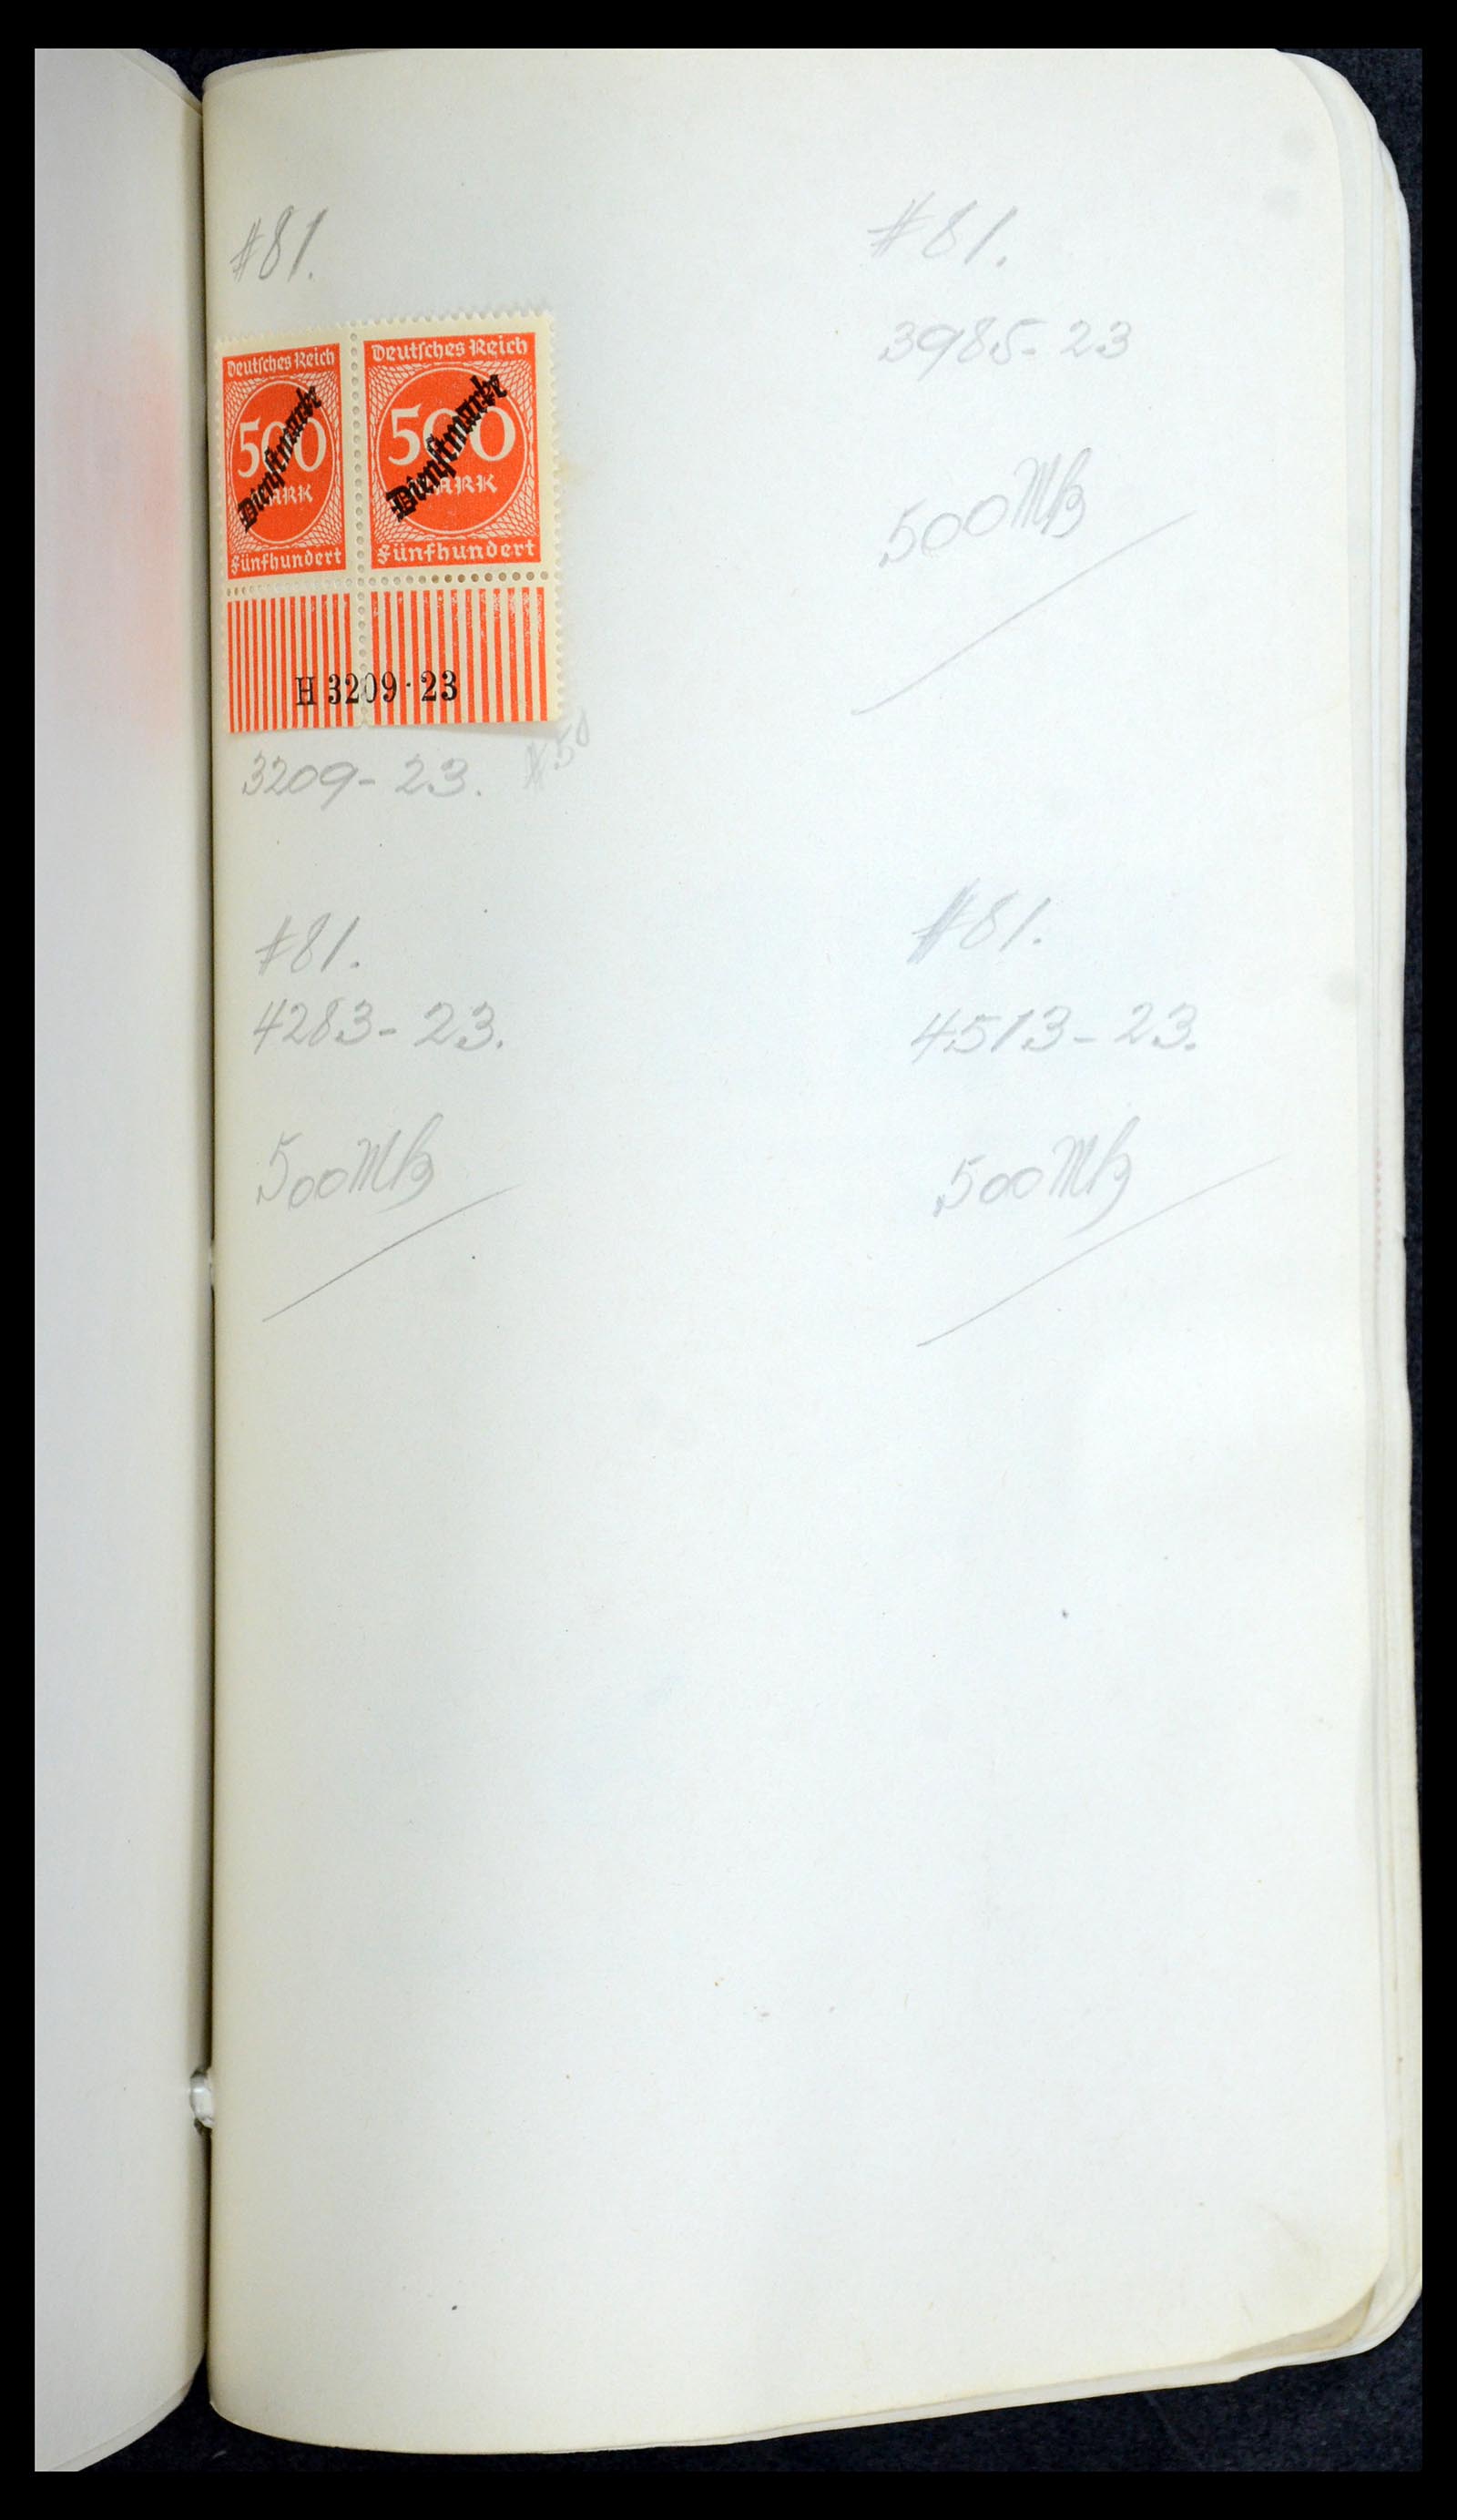 #81.
Deutsches Reich
500
MARK
Dienstmarke
Fünfhundert
Deutsches Reich
500
MARK
Dienstmarke
Fünfhundert
H 3209·23
3209-23.
#81.
3985-23
500 Mk
#81.
4283-23.
500 Mk
#81.
4513-23.
500 Mk